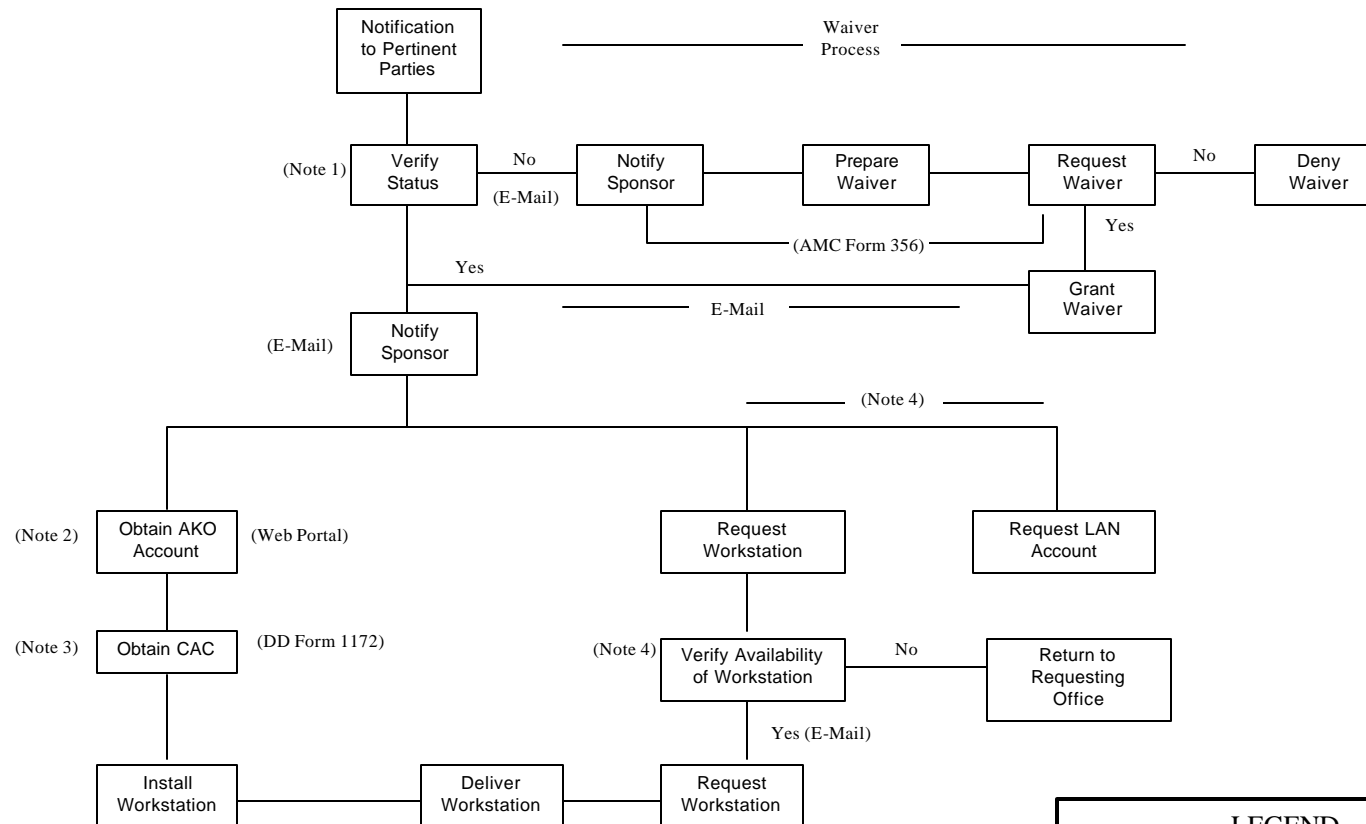 Notification
to Pertinent
Parties
Waiver
Process
(Note 1)
Verify
Status
No
(E-Mail)
Notify
Sponsor
Prepare
Waiver
Request
Waiver
No
Deny
Waiver
(AMC Form 356)
Yes
Yes
Grant
Waiver
E-Mail
(E-Mail)
Notify
Sponsor
(Note 4)
(Note 2)
Obtain AKO
Account
(Web Portal)
Request
Workstation
Request LAN
Account
(Note 3)
Obtain CAC
(DD Form 1172)
(Note 4)
Verify Availability
of Workstation
No
Return to
Requesting
Office
Yes (E-Mail)
Install
Workstation
Deliver
Workstation
Request
Workstation
LEGEND